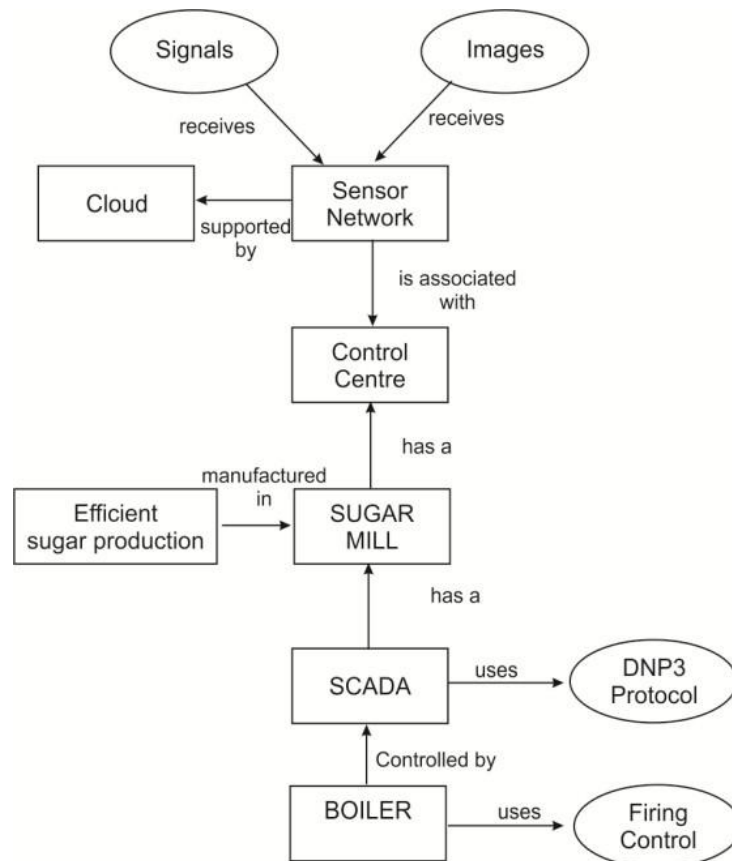 Signals
Images
receives
receives
Cloud
supported
by
Sensor
Network
is associated
with
Control
Centre
has a
manufactured
in
Efficient
sugar production
SUGAR
MILL
has a
SCADA
uses
DNP3
Protocol
Controlled by
BOILER
uses
Firing
Control